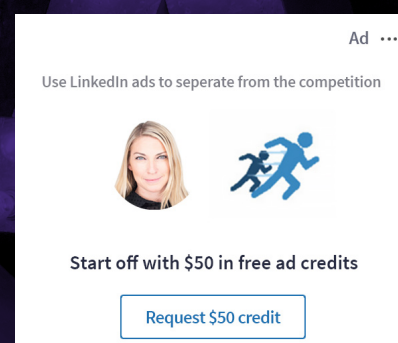 Ad ...
Use LinkedIn ads to seperate from the competition
Start off with $50 in free ad credits
Request $50 credit